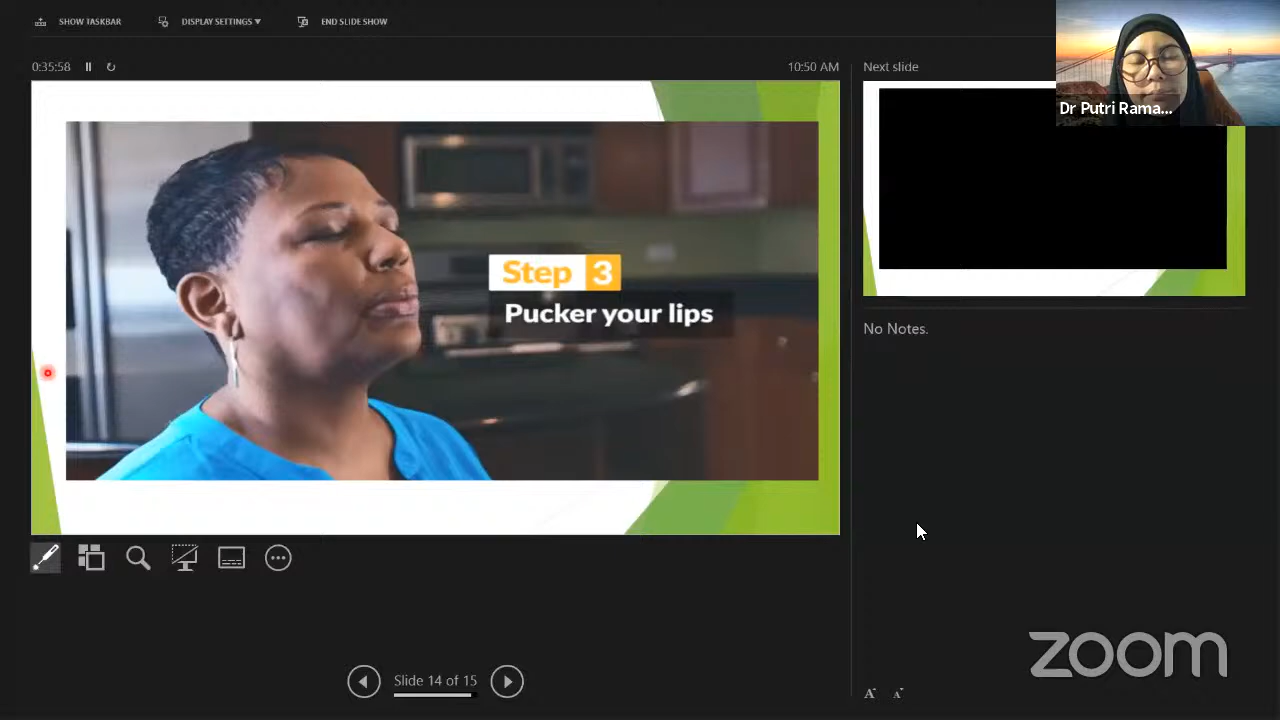 SHOW TASKBAR
DISPLAY SETTINGS ▼
END SLIDE SHOW
0:35:58
10:50 AM
Next slide
Dr Putri Rama...
Step 3
Pucker your lips
No Notes.
Slide 14 of 15
A A
zoom